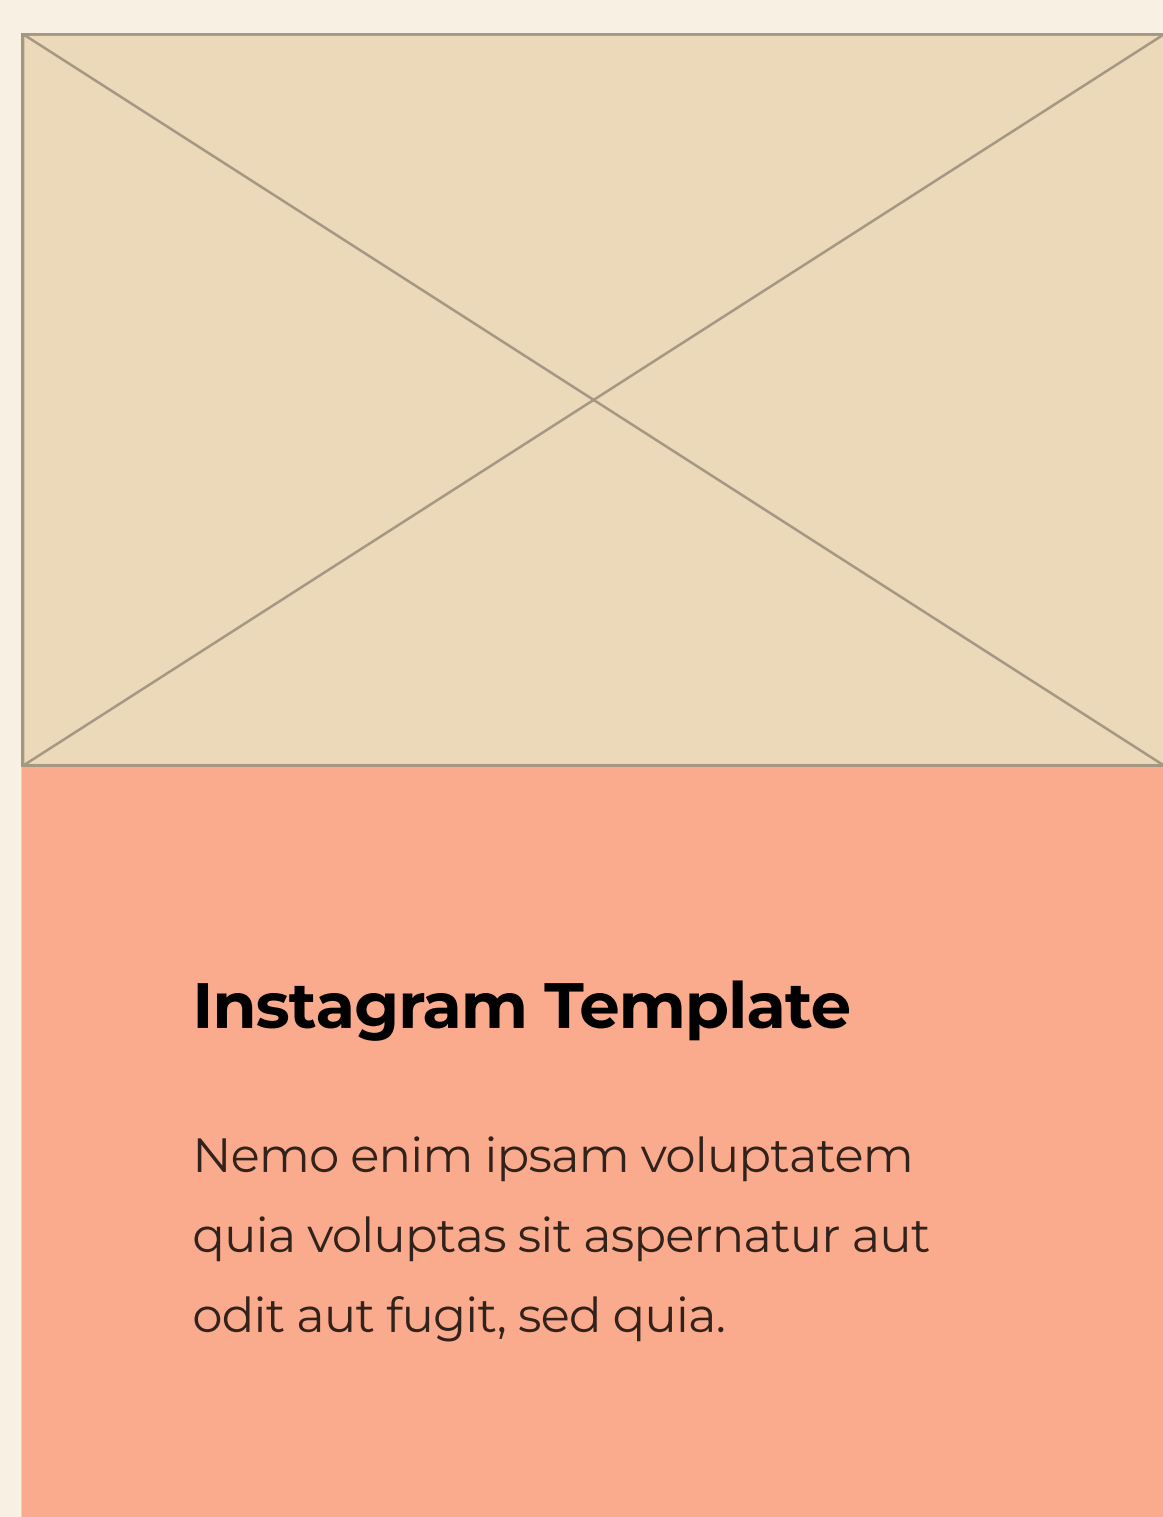 Instagram Template
Nemo enim ipsam voluptatem
quia voluptas sit aspernatur aut
odit aut fugit, sed quia.